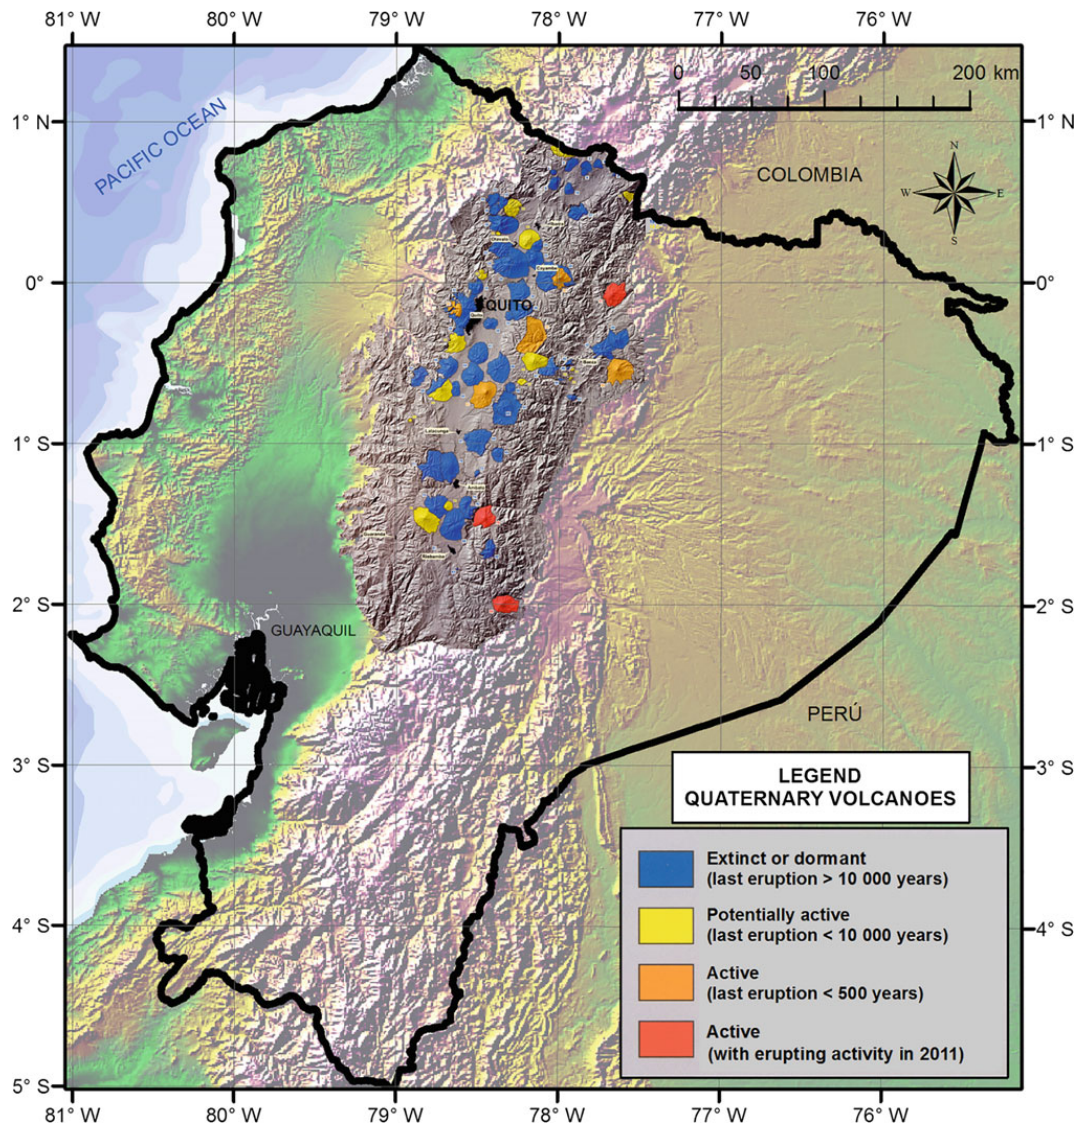 81° W 80° W 79° W 78° W 77° W 76° W
0 50 100 200 km
1° N
1° N
PACIFIC OCEAN
COLOMBIA
N
W E
S
0°
0°
QUITO
1° S
1° S
2° S
2° S
GUAYAQUIL
PERÚ
3° S
3° S
LEGEND
QUATERNARY VOLCANOES
Extinct or dormant
(last eruption > 10 000 years)
Potentially active
(last eruption < 10 000 years)
4° S
4° S
Active
(last eruption < 500 years)
Active
(with erupting activity in 2011)
5° S
81° W 80° W 79° W 78° W 77° W 76° W